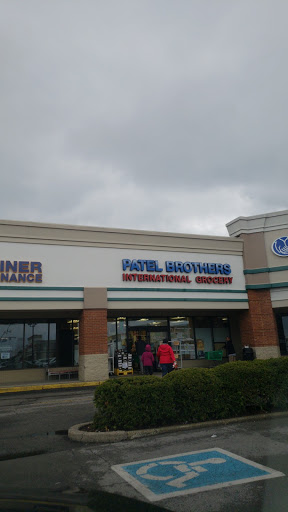 INER
NANCE
PATEL BROTHERS
INTERNATIONAL GROCERY